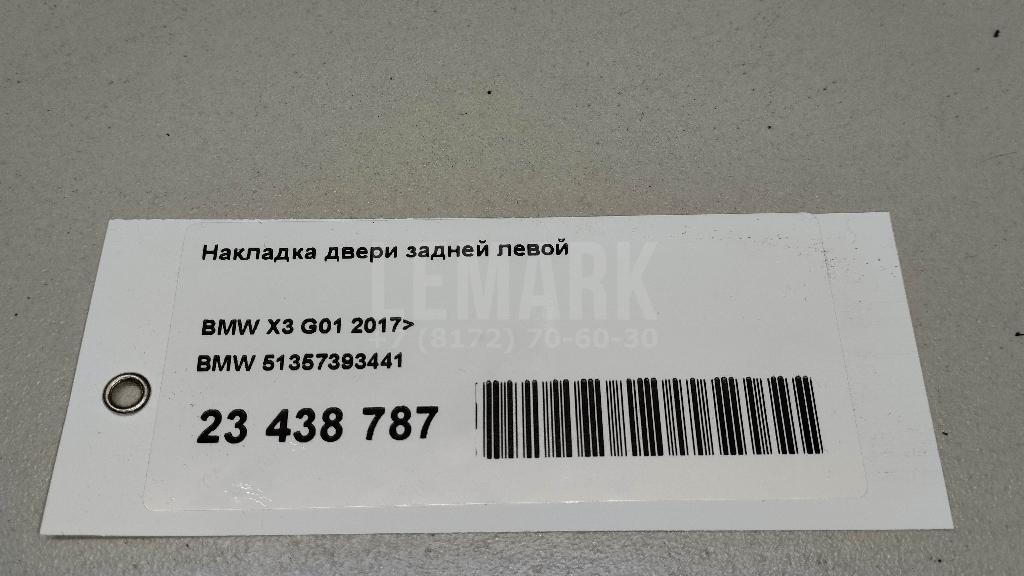 Накладка двери задней левой
LEMARK
BMW X3 G01 2017>
+7 (8172) 70-60-30
BMW 51357393441
23 438 787